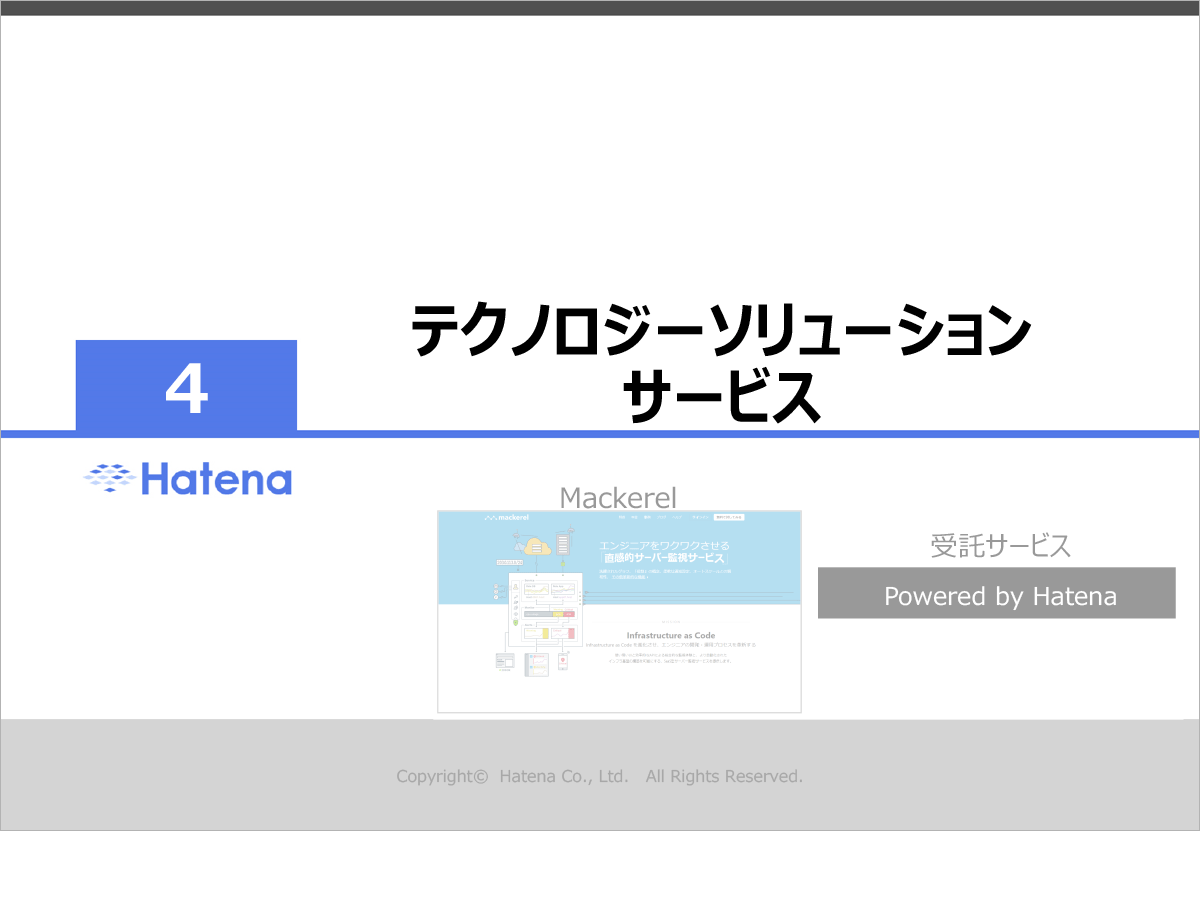 テクノロジーソリューション
サービス
4
Hatena
Mackerel
mackerel
エンジニアをワクワクさせる
直感的サーバー監視サービス
Infrastructure as Code
受託サービス
Powered by Hatena
Copyright© Hatena Co., Ltd. All Rights Reserved.